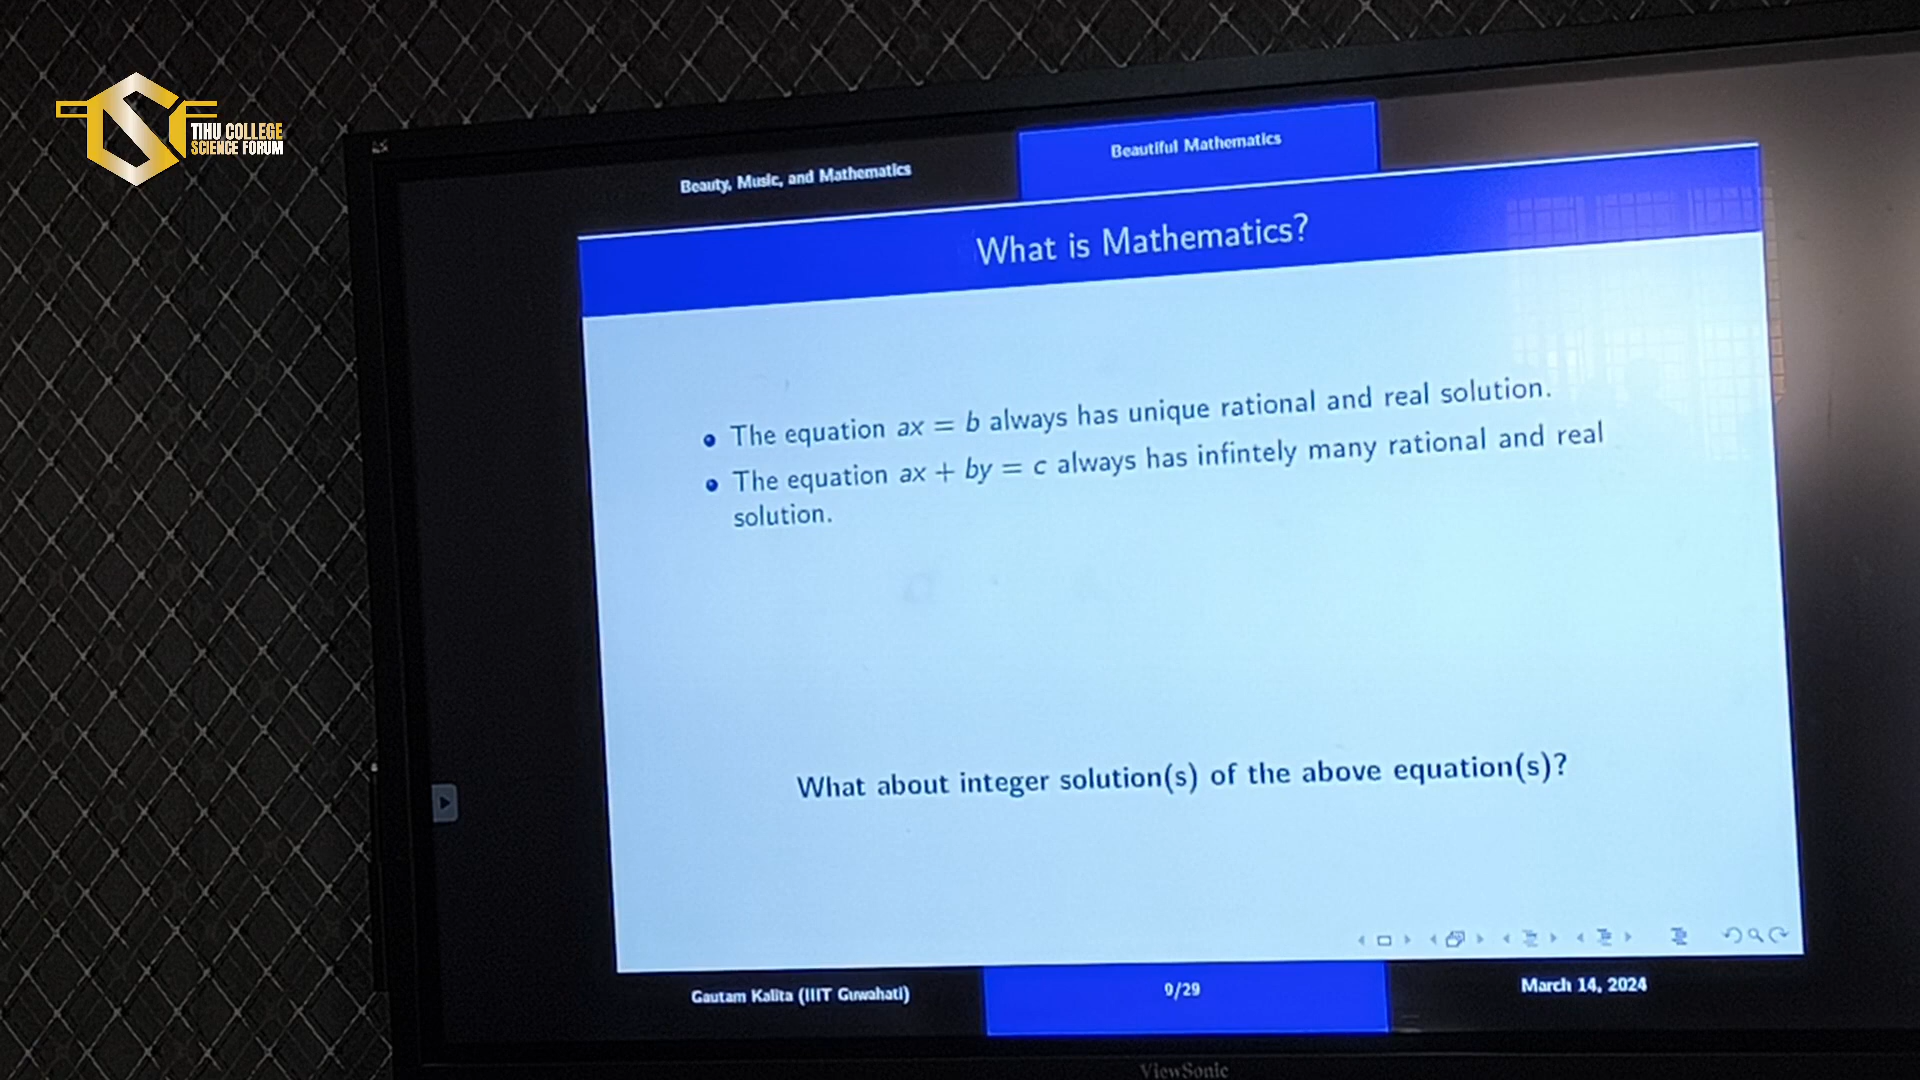 TIHU COLLEGE
SCIENCE FORUM
Beauty, Music, and Mathematics
Beautiful Mathematics
What is Mathematics?
The equation ax = b always has unique rational and real solution.
The equation ax + by = c always has infintely many rational and real
solution.
What about integer solution(s) of the above equation(s)?
Gautam Kalita (IIIT Guwahati)
9/29
March 14, 2024
ViewSonic